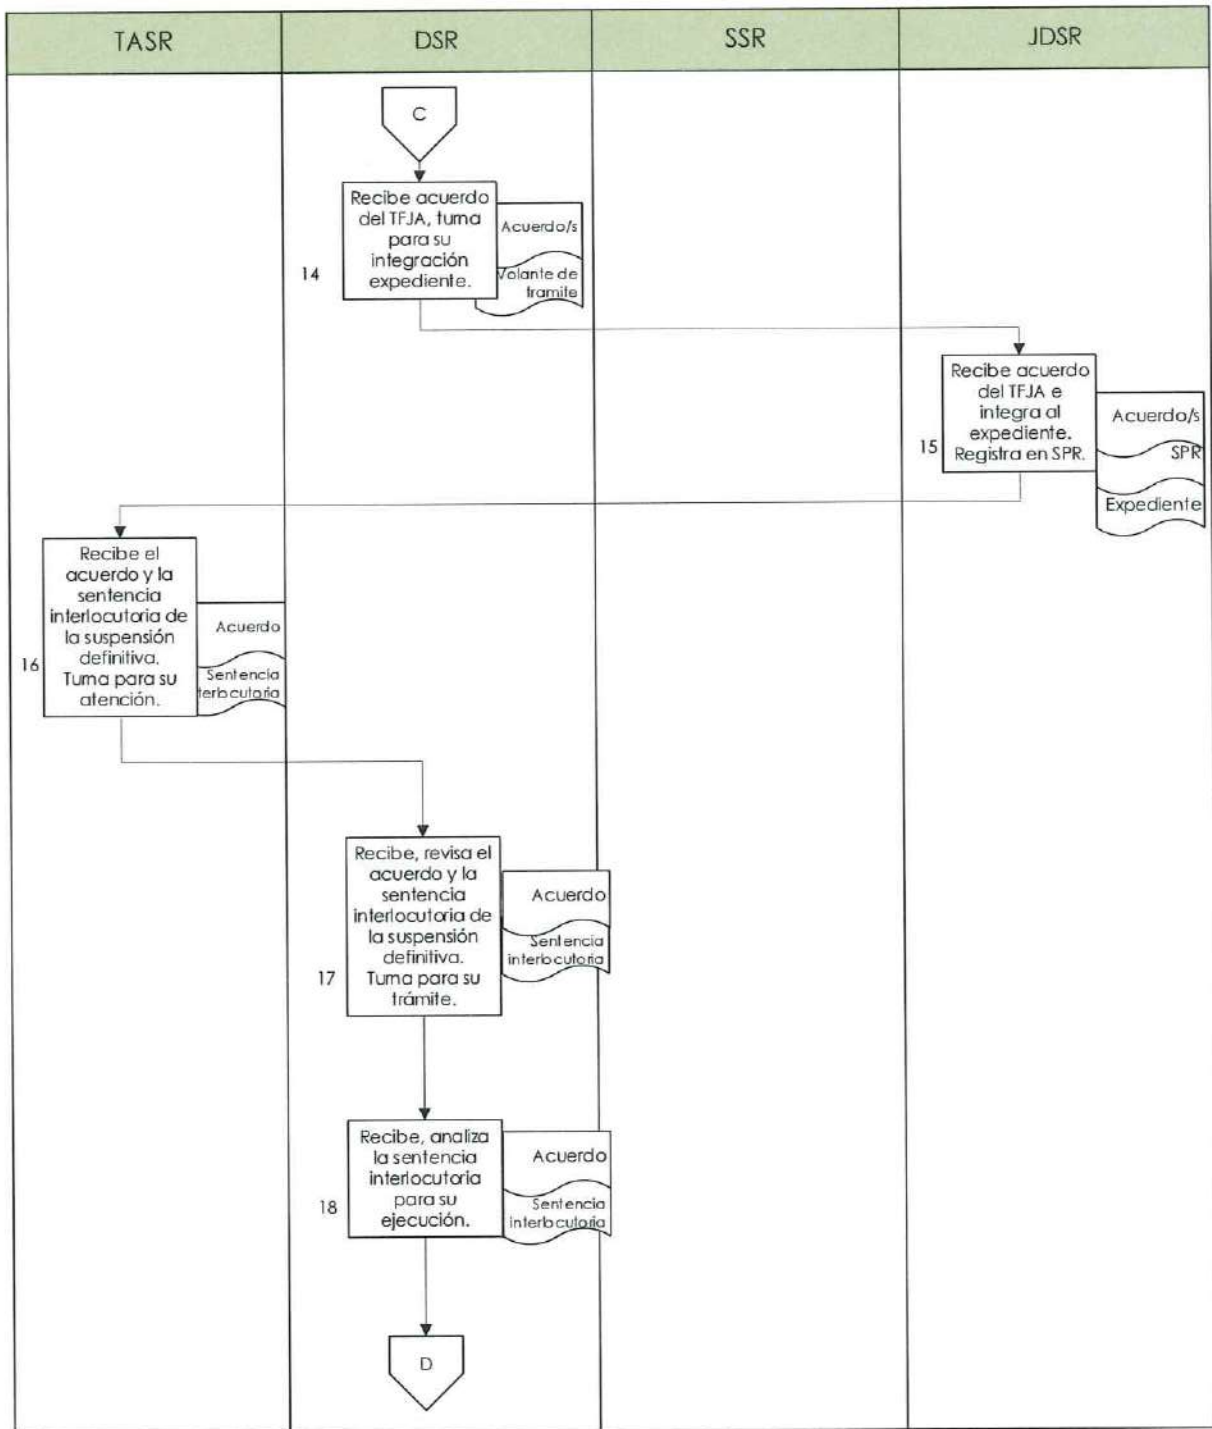 TASR
DSR
SSR
JDSR
C
Recibe acuerdo
del TFJA, turna
para su
integración
expediente.
14
Acuerdo/s
Volante de
tramite
Recibe acuerdo
del TFJA e
integra al
expediente.
Registra en SPR.
15
Acuerdo/s
SPR
Expediente
Recibe el
acuerdo y la
sentencia
interlocutoria de
la suspensión
definitiva.
Turna para su
atención.
16
Acuerdo
Sentencia
terlocutoria
Recibe, revisa el
acuerdo y la
sentencia
interlocutoria de
la suspensión
definitiva.
Turna para su
trámite.
17
Acuerdo
Sentencia
interlocutoria
Recibe, analiza
la sentencia
interlocutoria
para su
ejecución.
18
Acuerdo
Sentencia
interlocutoria
D